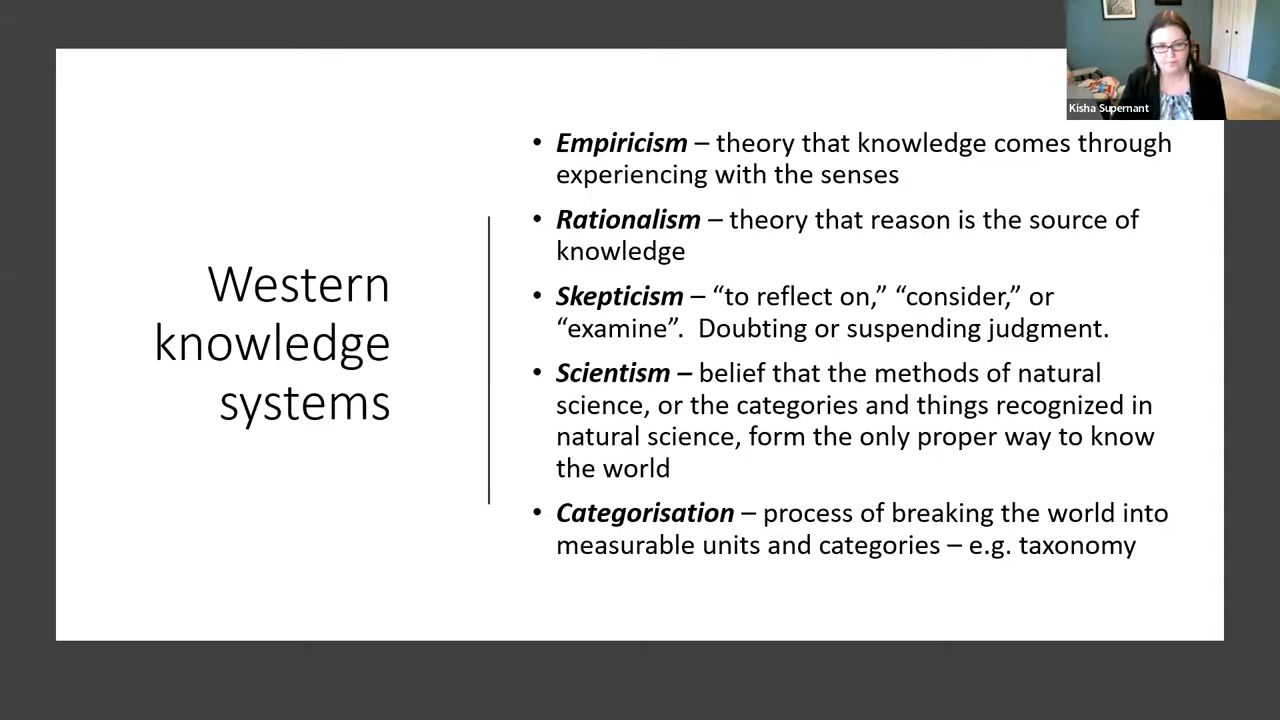 Kisha Supernant
Western
knowledge
systems
• Empiricism – theory that knowledge comes through
experiencing with the senses
• Rationalism – theory that reason is the source of
knowledge
• Skepticism – “to reflect on,” “consider,” or
“examine”.  Doubting or suspending judgment.
• Scientism – belief that the methods of natural
science, or the categories and things recognized in
natural science, form the only proper way to know
the world
• Categorisation – process of breaking the world into
measurable units and categories – e.g. taxonomy